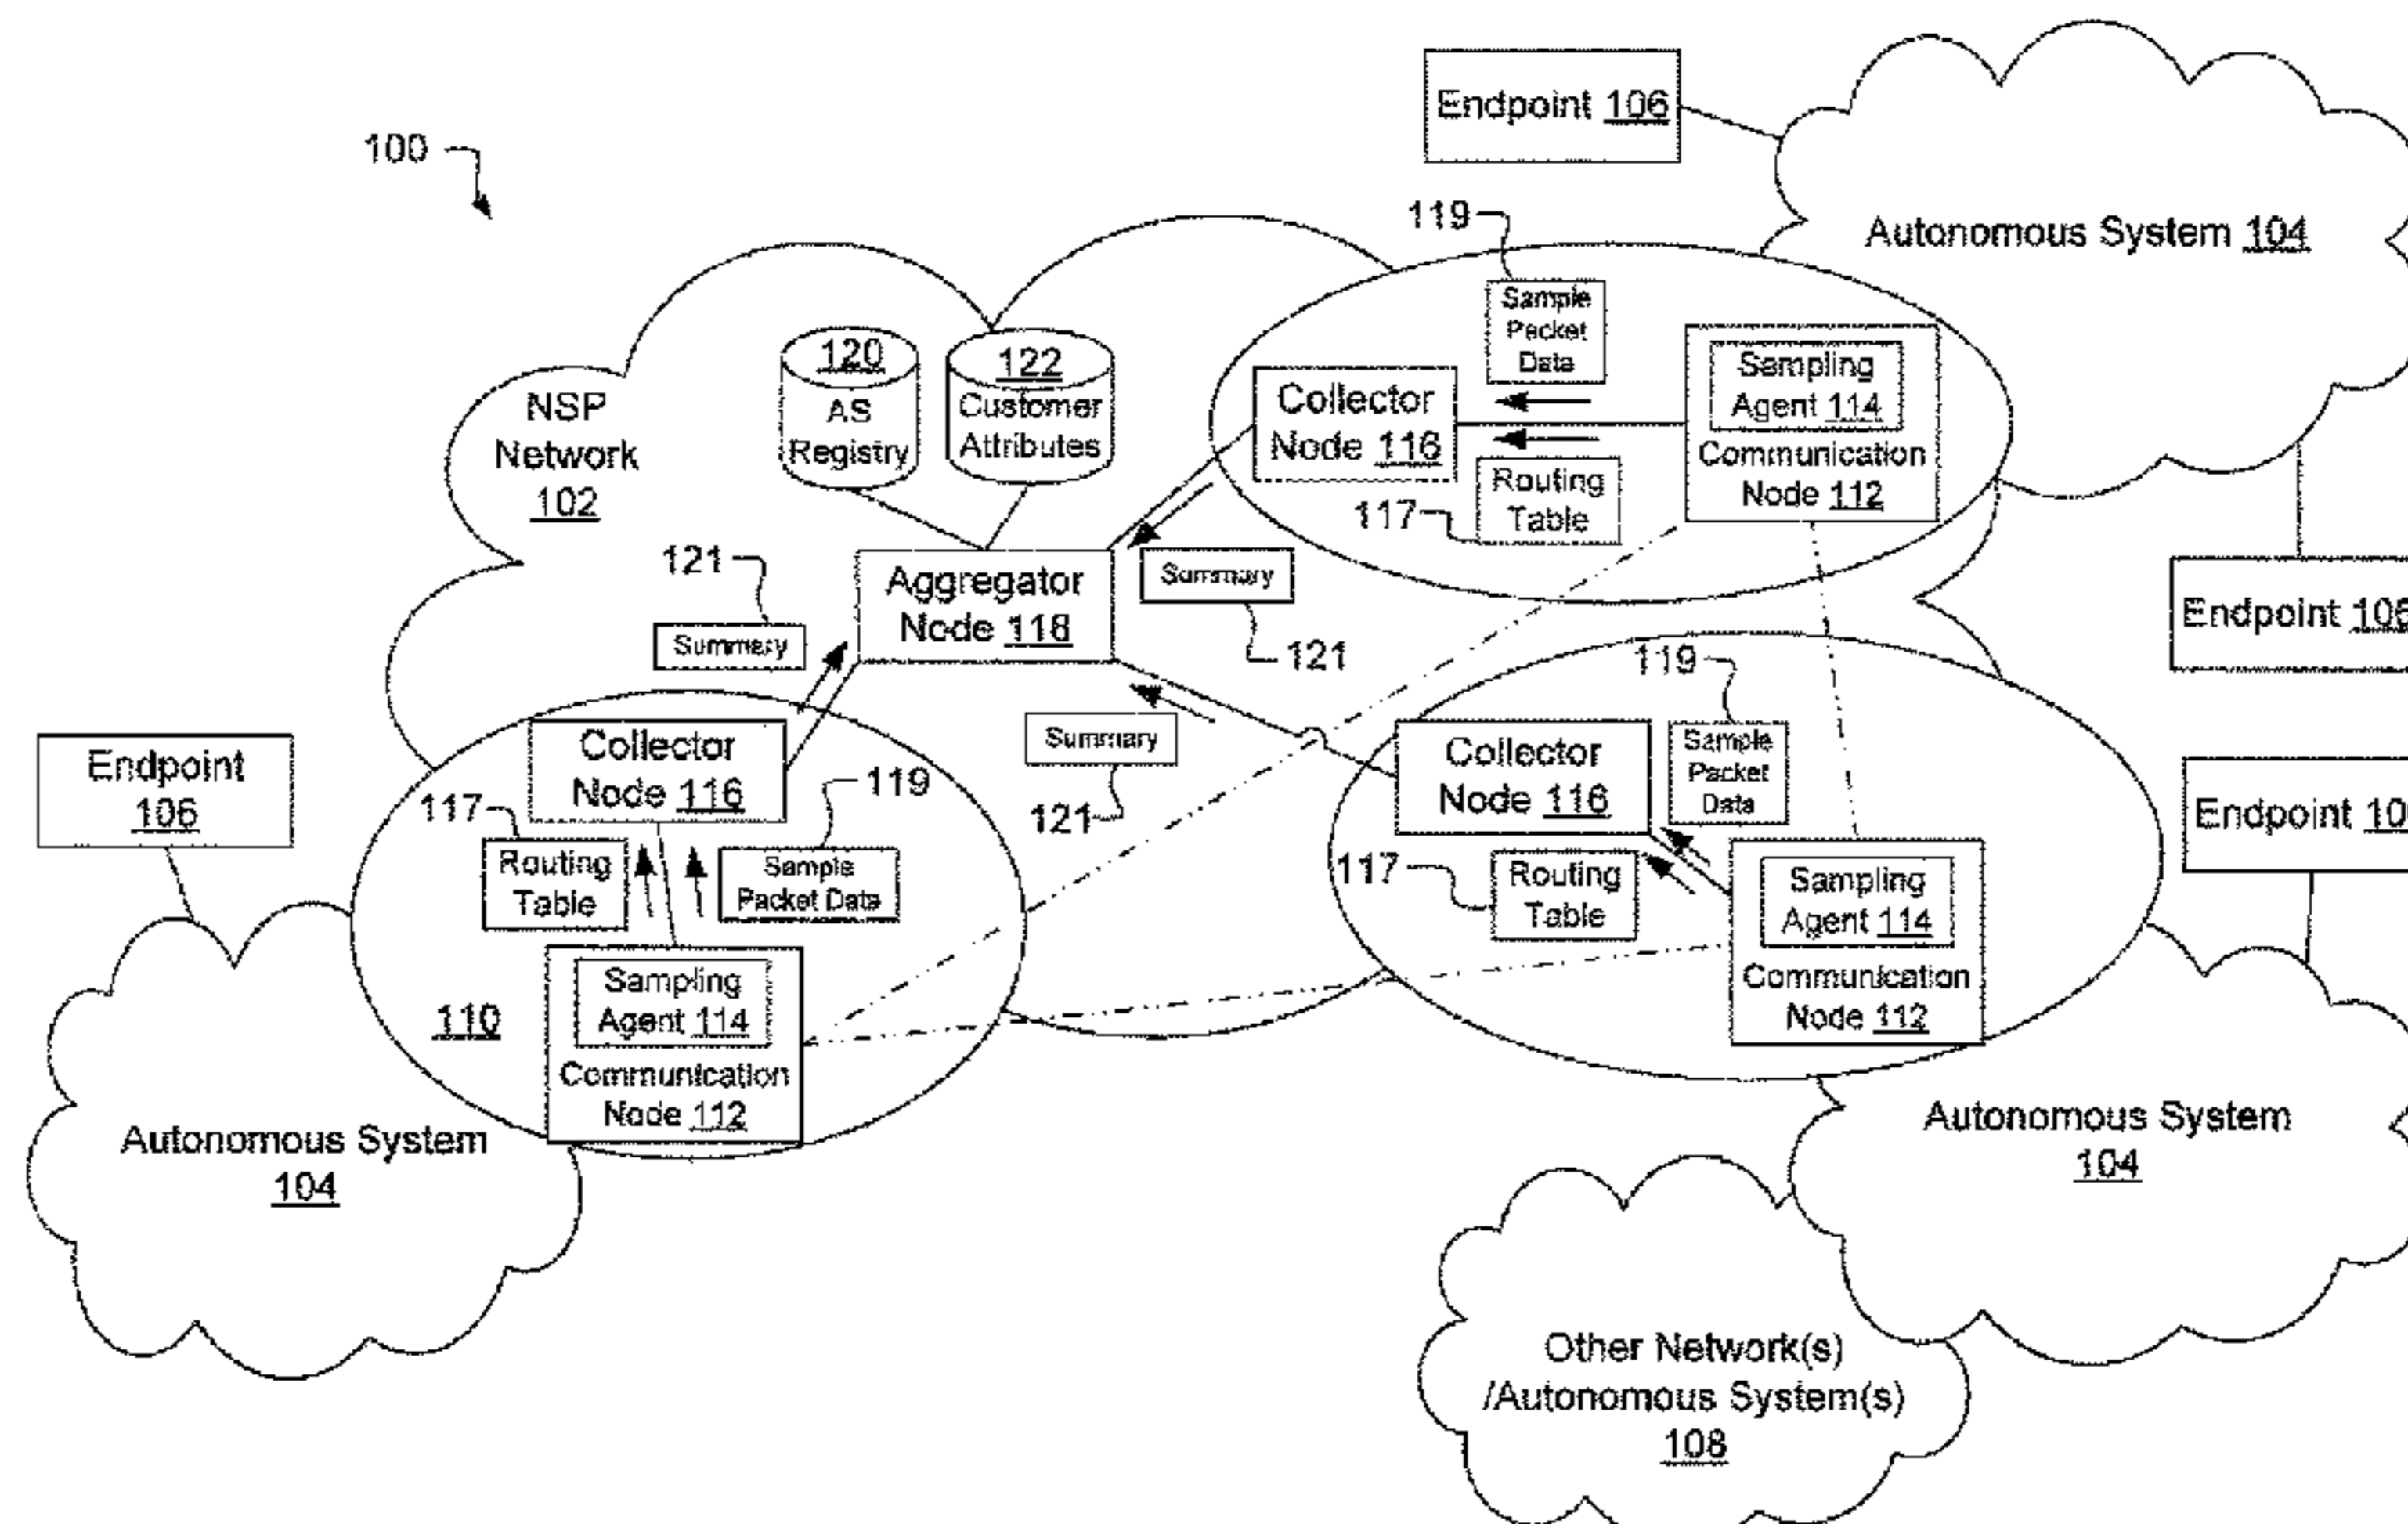 100
Endpoint 106
Autonomous System 104
119
Sample
Packet
Data
120
AS
Registry
122
Customer
Attributes
NSP
Network
102
Collector
Node 116
Sampling
Agent 114
Communication
Node 112
Routing
Table
117
121
Summary
Aggregator
Node 118
Summary
121
Endpoint 106
119
Sample
Packet
Data
Summary
121
Collector
Node 116
Endpoint
106
Collector
Node 116
119
117
Routing
Table
Sample
Packet Data
Endpoint 10
117
Routing
Table
Sampling
Agent 114
Communication
Node 112
110
Sampling
Agent 114
Communication
Node 112
Autonomous System
104
Autonomous System
104
Other Network(s)
/Autonomous System(s)
108